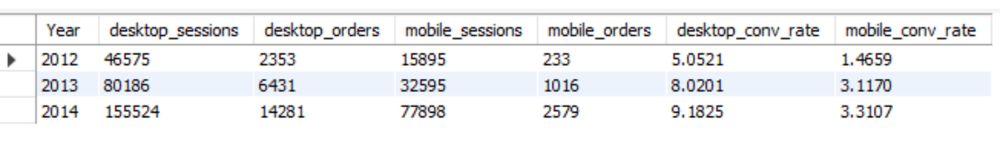 Year desktop_sessions desktop_orders mobile_sessions mobile_orders desktop_conv_rate mobile_conv_rate
2012 46575 2353 15895 233 5.0521 1.4659
2013 80186 6431 32595 1016 8.0201 3.1170
2014 155524 14281 77898 2579 9.1825 3.3107